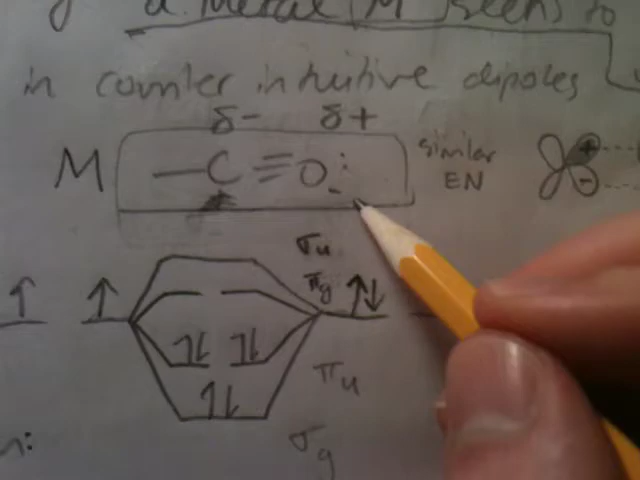 a metal (M) seems to
in counter intuitive dipoles
δ- δ+
M —C≡O: similar EN
+
-
σu
πg
πu
σg
n: